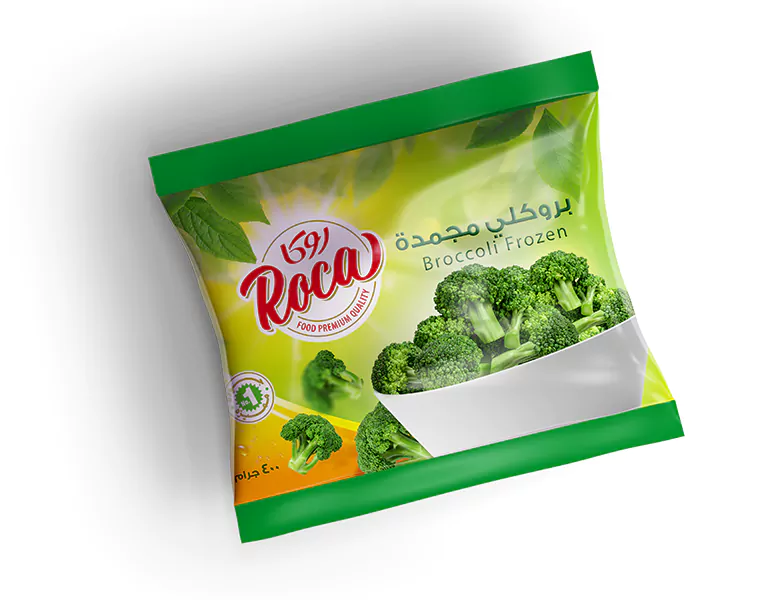 بروكلي مجمدة
Broccoli Frozen
روكا
Roca
FOOD PREMIUM QUALITY
٤٠٠ جرام